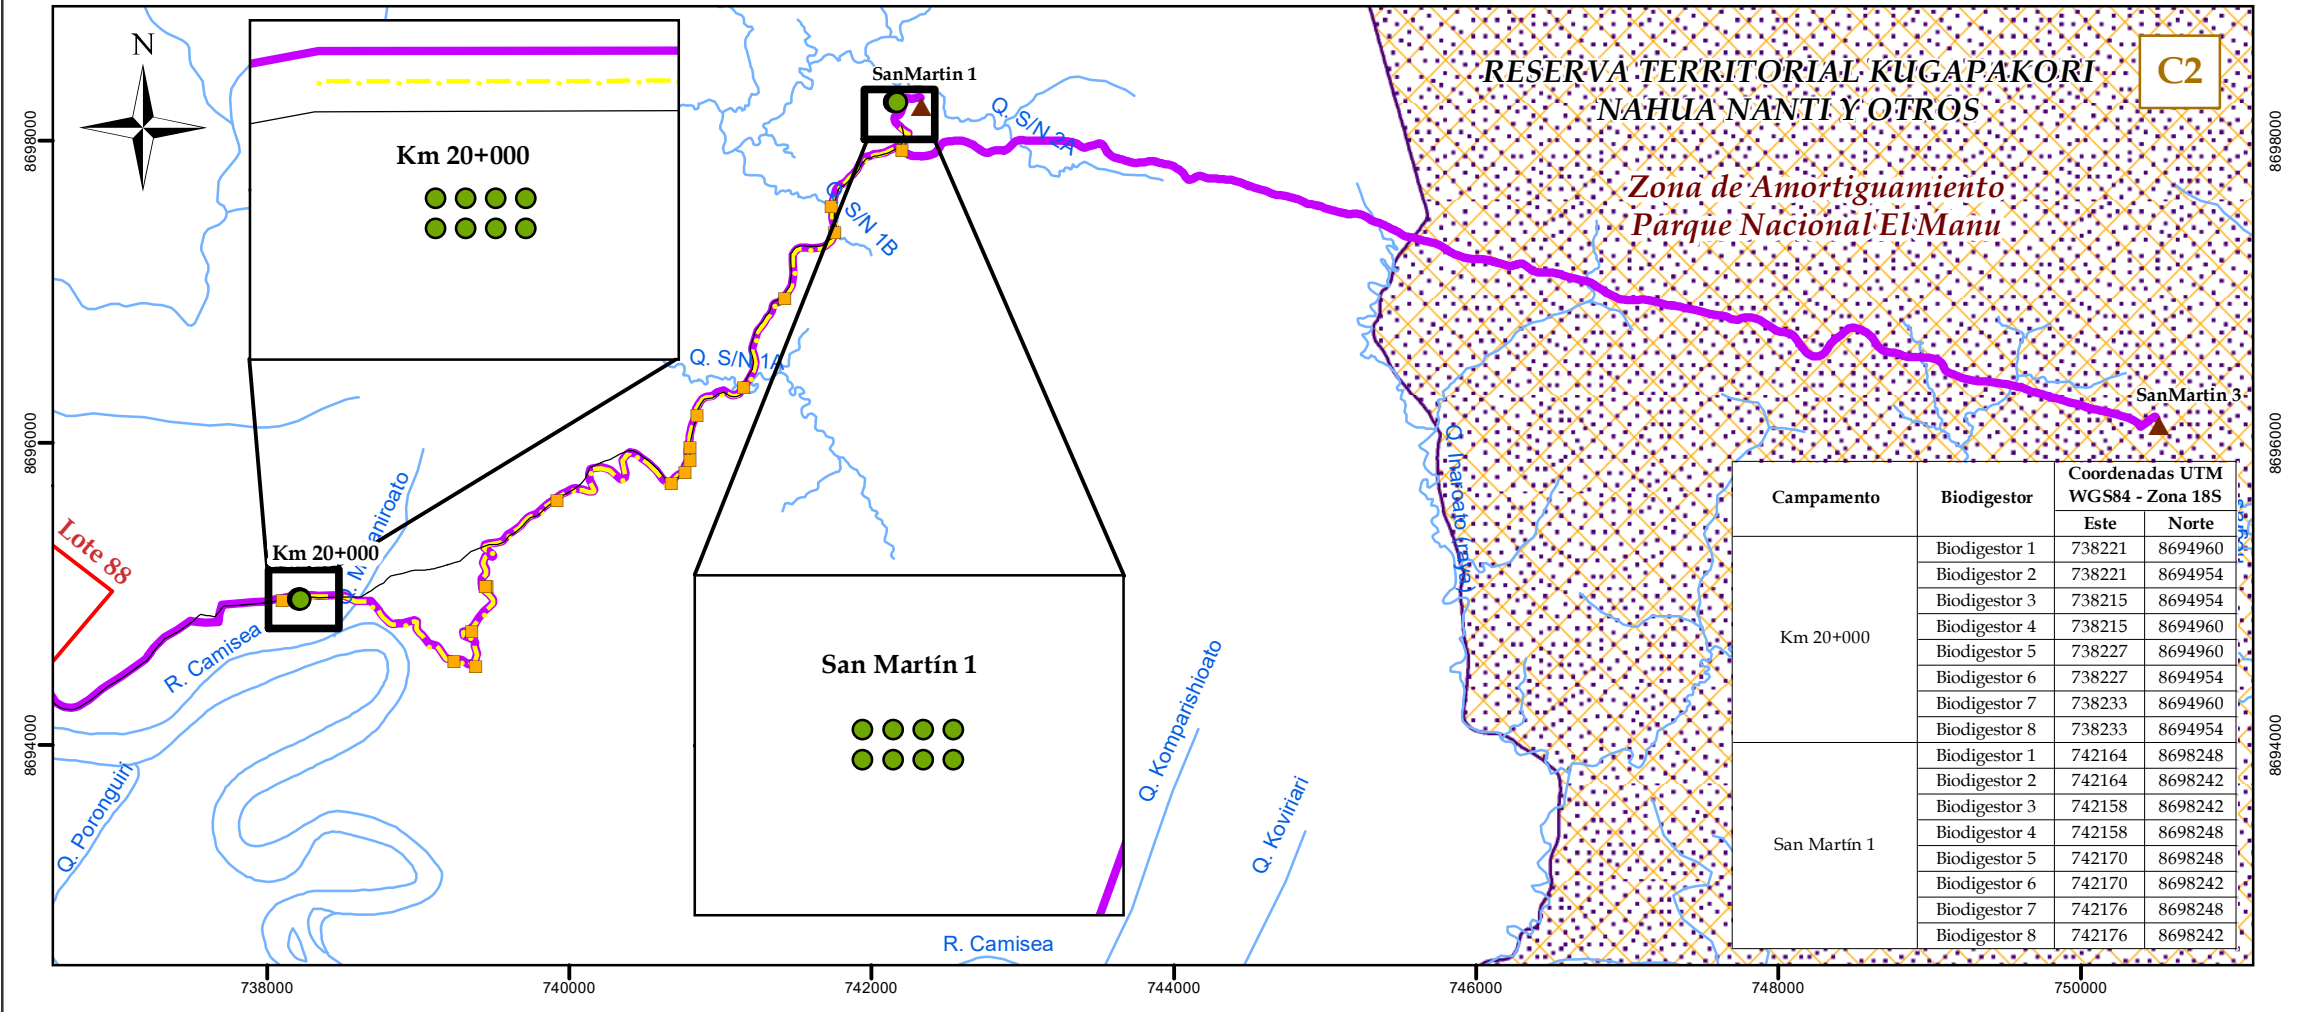 N
SanMartin 1
RESERVA TERRITORIAL KUGAPAKORI
NAHUA NANTI Y OTROS
C2
Q. S/N 2A
Zona de Amortiguamiento
Parque Nacional El Manu
Km 20+000
Q. S/N 1B
Q. S/N 1A
SanMartin 3
Q. Inaroato (raya)
Lote 88
Km 20+000
R. Camisea
San Martín 1
Q. Komparishioato
Q. Koviriari
Q. Poronguiri
R. Camisea
Campamento
Biodigestor
Coordenadas UTM
WGS84 - Zona 18S
Este Norte
Km 20+000
Biodigestor 1 738221 8694960
Biodigestor 2 738221 8694954
Biodigestor 3 738215 8694954
Biodigestor 4 738215 8694960
Biodigestor 5 738227 8694960
Biodigestor 6 738227 8694954
Biodigestor 7 738233 8694960
Biodigestor 8 738233 8694954
San Martín 1
Biodigestor 1 742164 8698248
Biodigestor 2 742164 8698242
Biodigestor 3 742158 8698242
Biodigestor 4 742158 8698248
Biodigestor 5 742170 8698248
Biodigestor 6 742170 8698242
Biodigestor 7 742176 8698248
Biodigestor 8 742176 8698242
8698000
8696000
8694000
8698000
8696000
8694000
738000 740000 742000 744000 746000 748000 750000